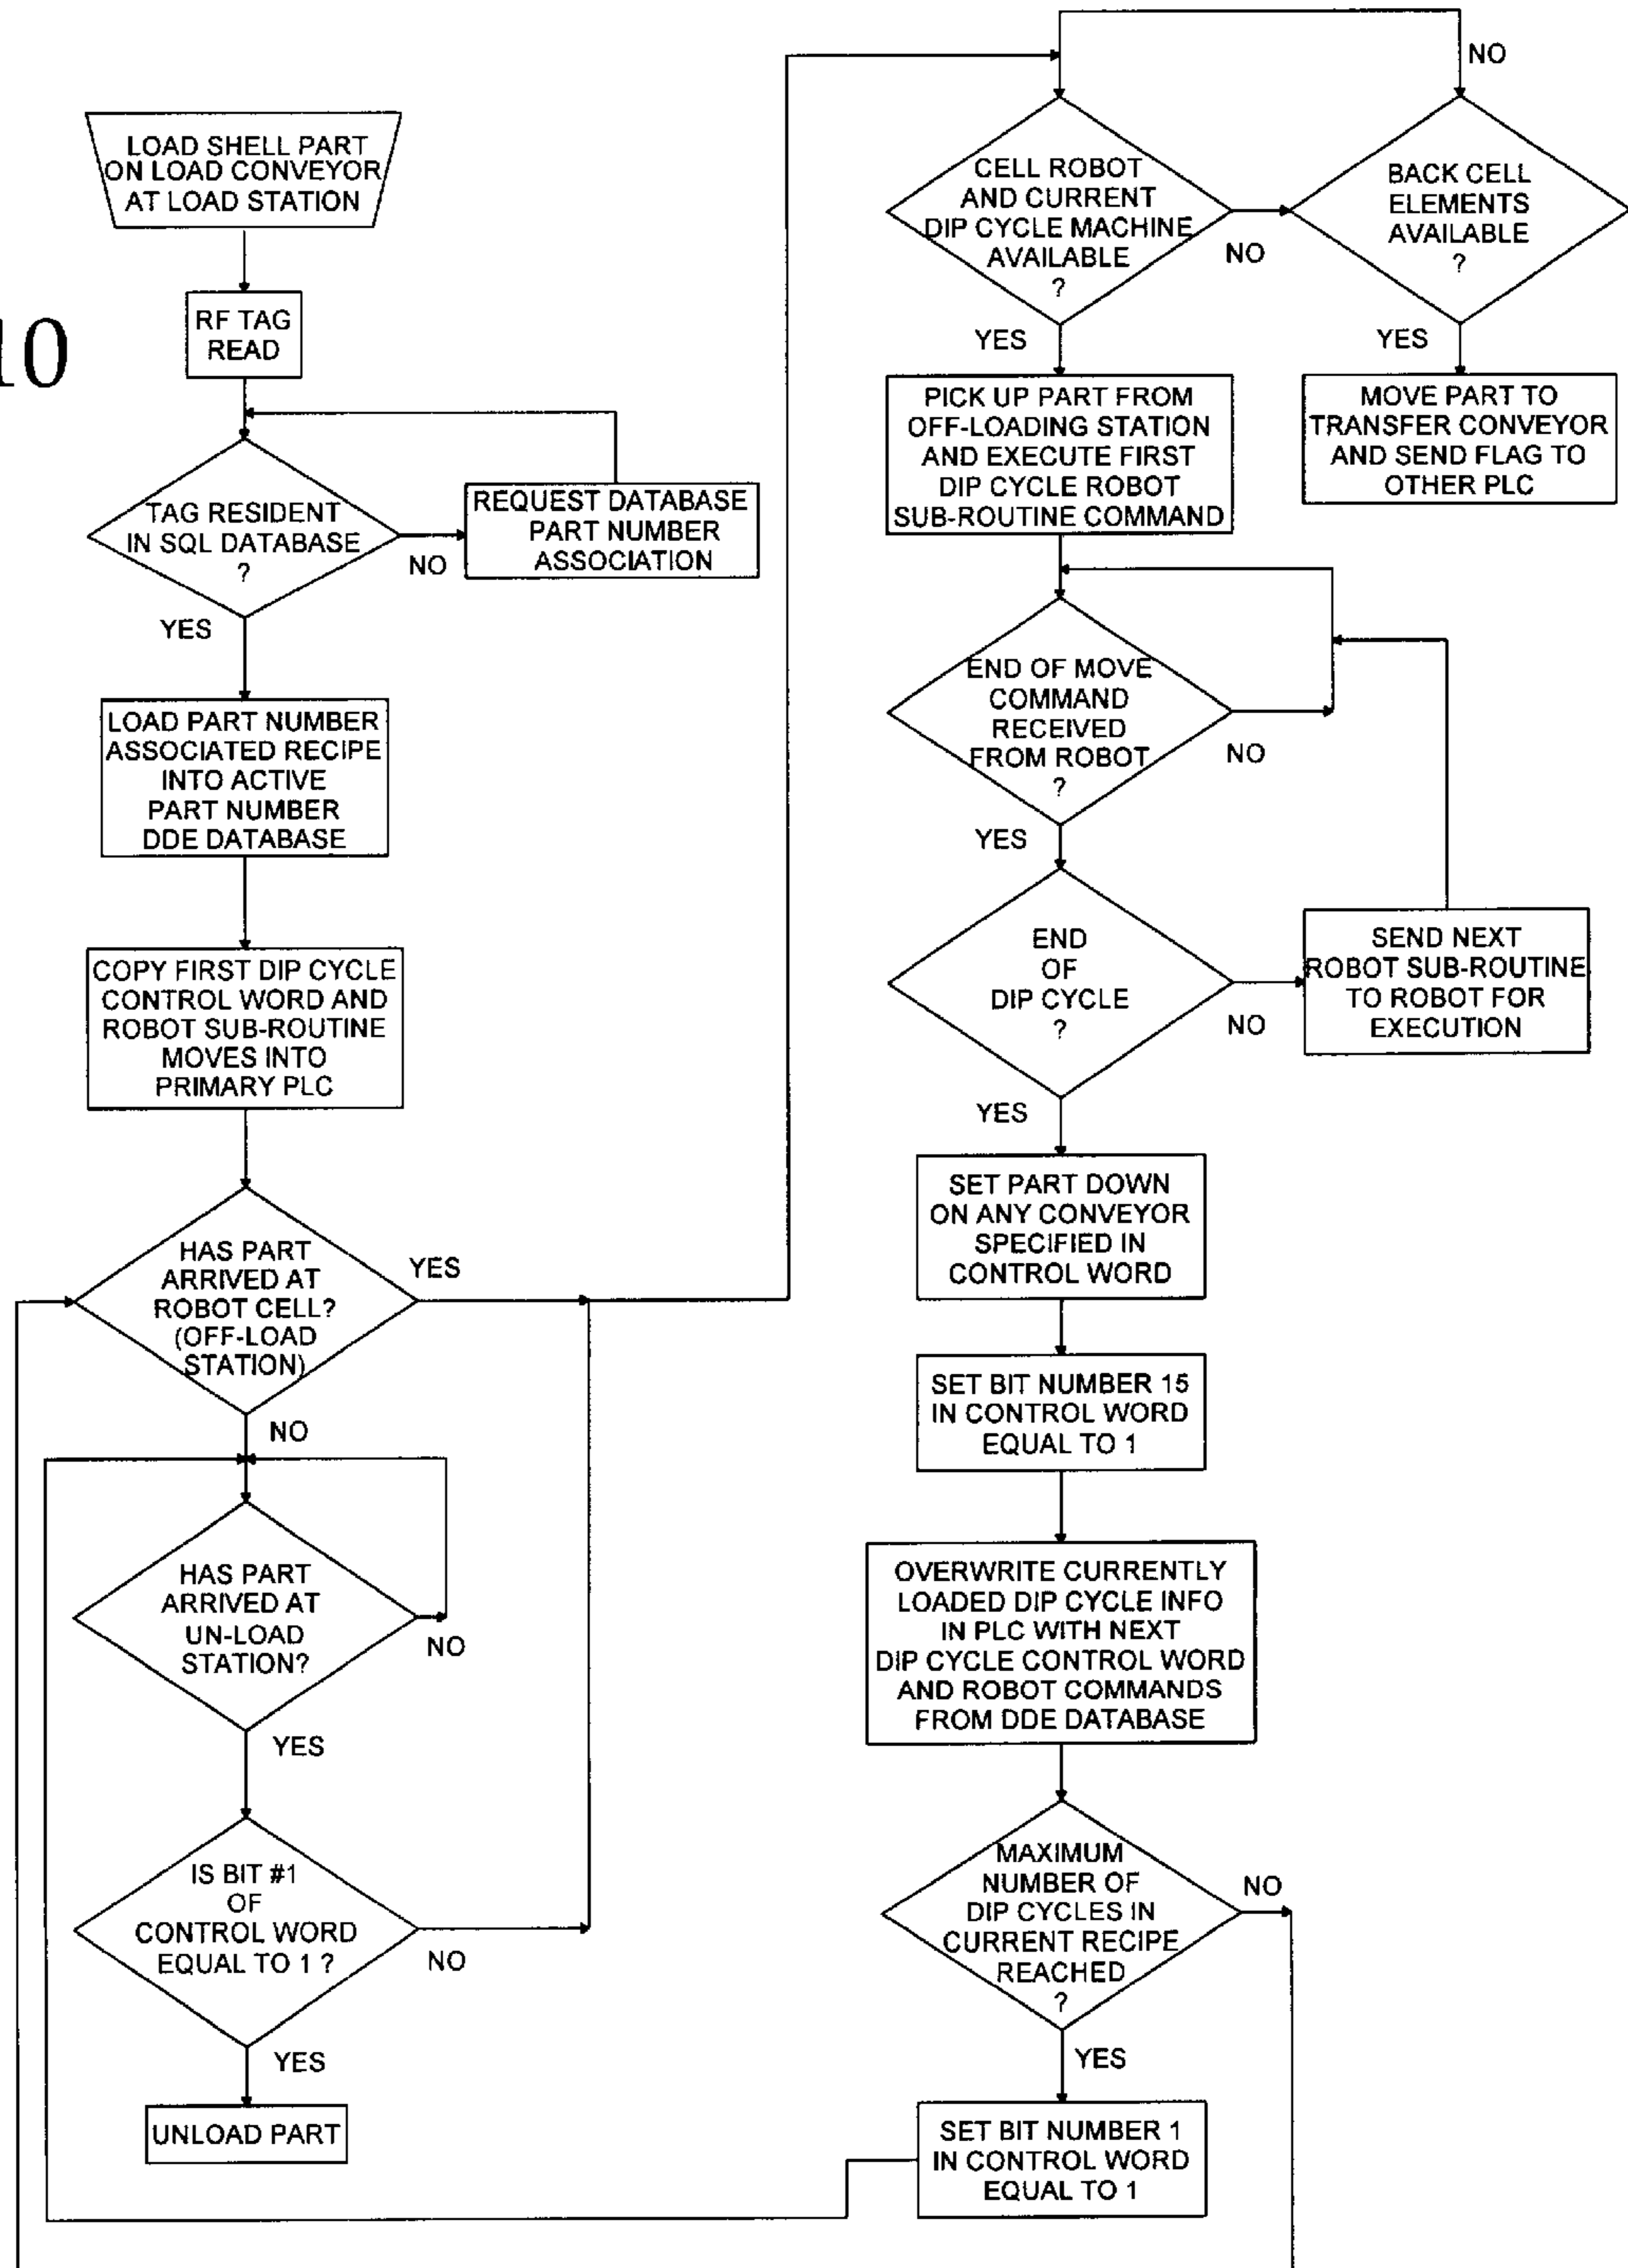 10
LOAD SHELL PART
ON LOAD CONVEYOR
AT LOAD STATION
RF TAG
READ
TAG RESIDENT
IN SQL DATABASE
?
NO
YES
REQUEST DATABASE
PART NUMBER
ASSOCIATION
LOAD PART NUMBER
ASSOCIATED RECIPE
INTO ACTIVE
PART NUMBER
DDE DATABASE
COPY FIRST DIP CYCLE
CONTROL WORD AND
ROBOT SUB-ROUTINE
MOVES INTO
PRIMARY PLC
HAS PART
ARRIVED AT
ROBOT CELL?
(OFF-LOAD
STATION)
YES
NO
HAS PART
ARRIVED AT
UN-LOAD
STATION?
NO
YES
IS BIT #1
OF
CONTROL WORD
EQUAL TO 1 ?
NO
YES
UNLOAD PART
CELL ROBOT
AND CURRENT
DIP CYCLE MACHINE
AVAILABLE
?
NO
YES
NO
BACK CELL
ELEMENTS
AVAILABLE
?
YES
PICK UP PART FROM
OFF-LOADING STATION
AND EXECUTE FIRST
DIP CYCLE ROBOT
SUB-ROUTINE COMMAND
MOVE PART TO
TRANSFER CONVEYOR
AND SEND FLAG TO
OTHER PLC
END OF MOVE
COMMAND
RECEIVED
FROM ROBOT
?
NO
YES
END
OF
DIP CYCLE
?
NO
YES
SEND NEXT
ROBOT SUB-ROUTINE
TO ROBOT FOR
EXECUTION
SET PART DOWN
ON ANY CONVEYOR
SPECIFIED IN
CONTROL WORD
SET BIT NUMBER 15
IN CONTROL WORD
EQUAL TO 1
OVERWRITE CURRENTLY
LOADED DIP CYCLE INFO
IN PLC WITH NEXT
DIP CYCLE CONTROL WORD
AND ROBOT COMMANDS
FROM DDE DATABASE
MAXIMUM
NUMBER OF
DIP CYCLES IN
CURRENT RECIPE
REACHED
?
NO
YES
SET BIT NUMBER 1
IN CONTROL WORD
EQUAL TO 1